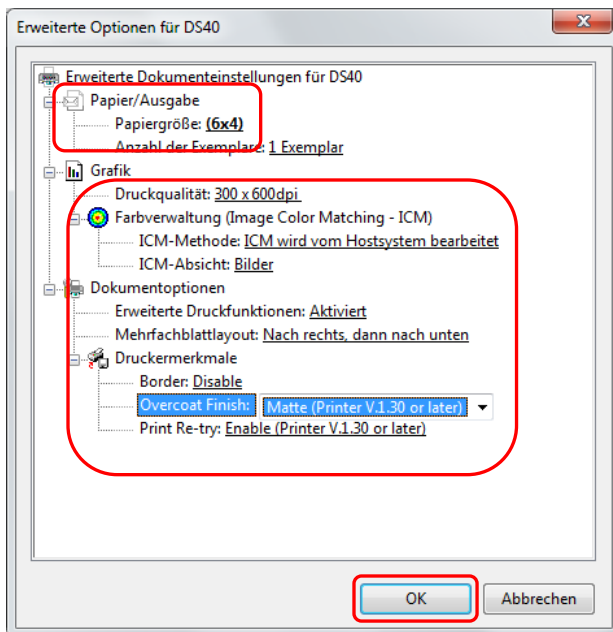 Erweiterte Optionen für DS40
Erweiterte Dokumenteinstellungen für DS40
Papier/Ausgabe
Papiergröße: (6x4)
Anzahl der Exemplare: 1 Exemplar
Grafik
Druckqualität: 300 x 600dpi
Farbverwaltung (Image Color Matching - ICM)
ICM-Methode: ICM wird vom Hostsystem bearbeitet
ICM-Absicht: Bilder
Dokumentoptionen
Erweiterte Druckfunktionen: Aktiviert
Mehrfachblattlayout: Nach rechts, dann nach unten
Druckermerkmale
Border: Disable
Overcoat Finish: Matte (Printer V.1.30 or later)
Print Re-try: Enable (Printer V.1.30 or later)
OK Abbrechen